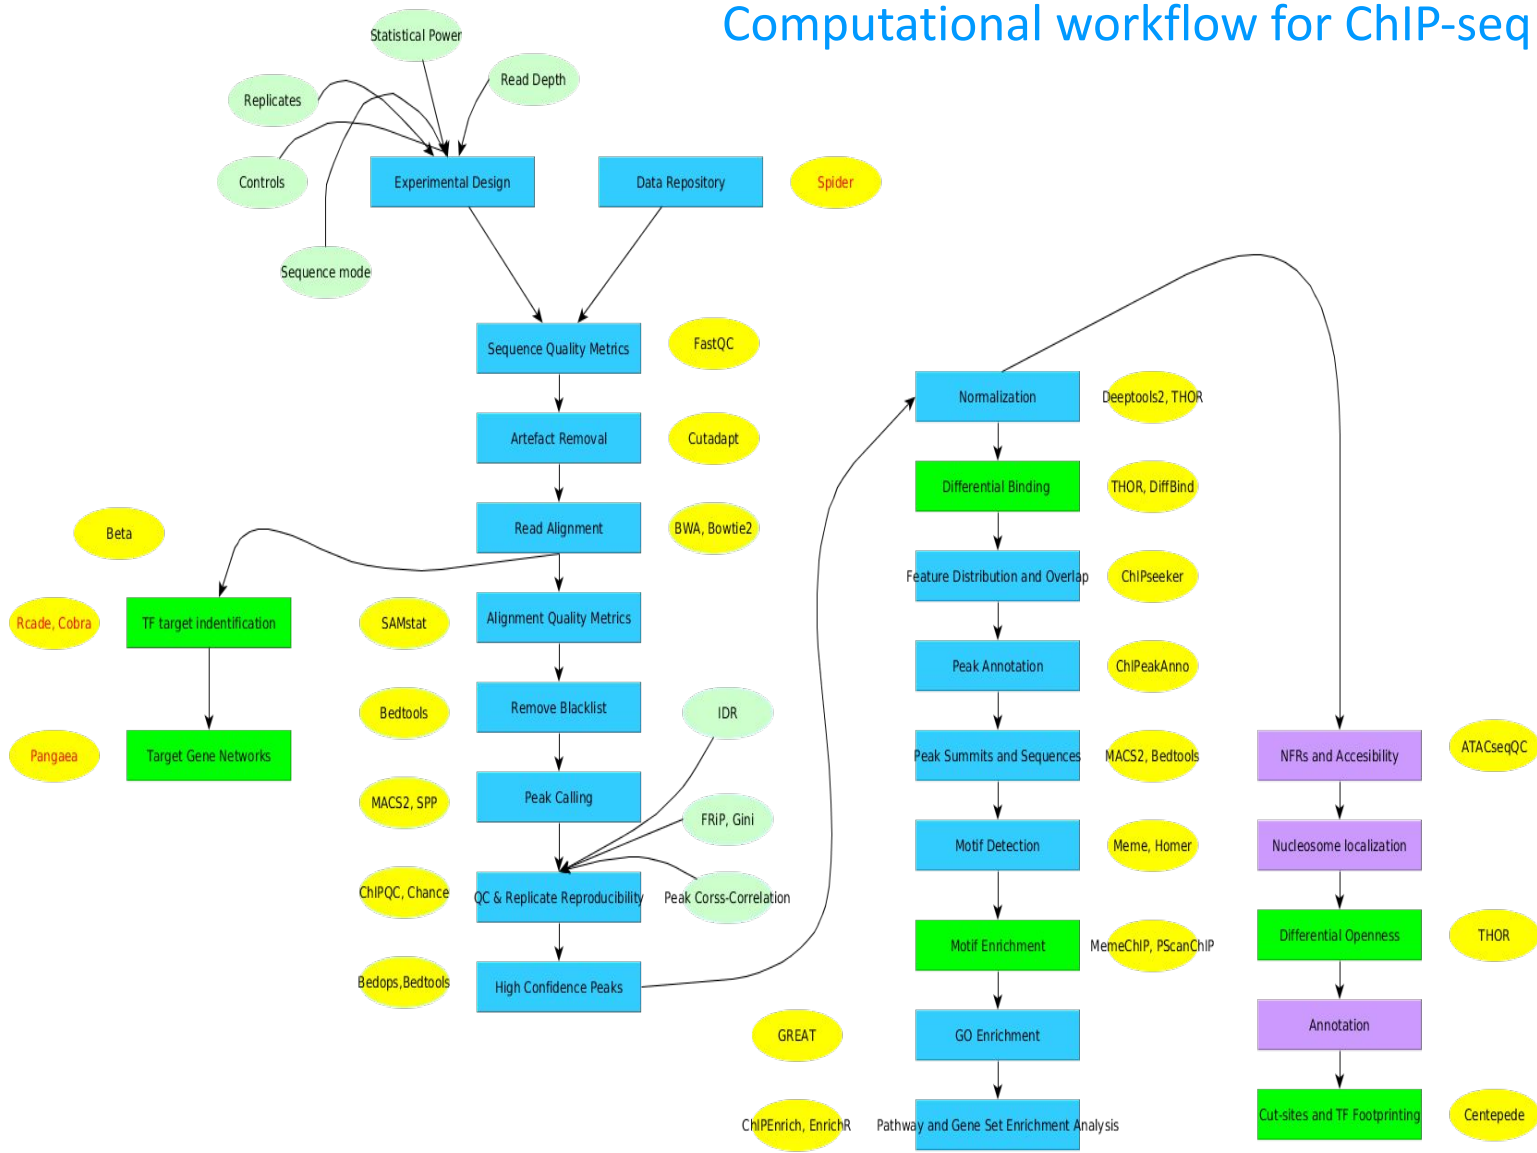 Computational workflow for ChIP-seq
Statistical Power
Read Depth
Replicates
Controls
Experimental Design
Data Repository
Spider
Sequence mode
Sequence Quality Metrics
FastQC
Artefact Removal
Cutadapt
Read Alignment
BWA, Bowtie2
Beta
Rcade, Cobra
TF target indentification
SAMstat
Alignment Quality Metrics
Bedtools
Remove Blacklist
IDR
Pangaea
Target Gene Networks
MACS2, SPP
Peak Calling
FRiP, Gini
ChIPQC, Chance
QC & Replicate Reproducibility
Peak Corss-Correlation
Bedops,Bedtools
High Confidence Peaks
Normalization
Deeptools2, THOR
Differential Binding
THOR, DiffBind
Feature Distribution and Overlap
ChIPseeker
Peak Annotation
ChIPeakAnno
Peak Summits and Sequences
MACS2, Bedtools
Motif Detection
Meme, Homer
Motif Enrichment
MemeChIP, PScanChIP
GREAT
GO Enrichment
ChIPEnrich, EnrichR
Pathway and Gene Set Enrichment Analysis
NFRs and Accesibility
ATACseqQC
Nucleosome localization
Differential Openness
THOR
Annotation
Cut-sites and TF Footprinting
Centepede